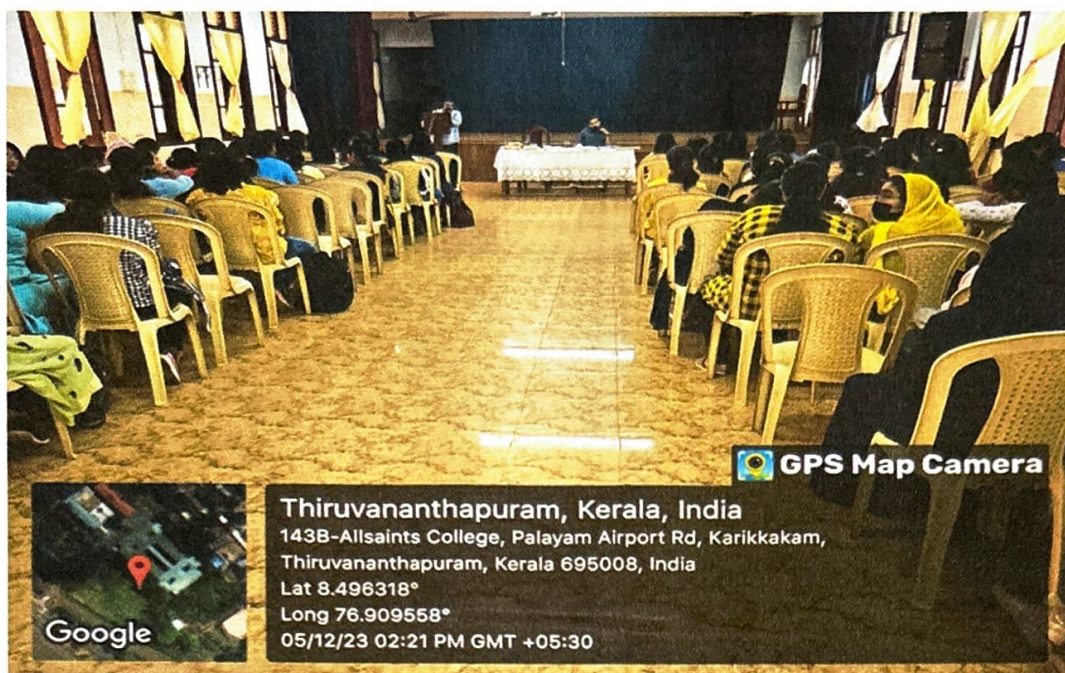 GPS Map Camera
Thiruvananthapuram, Kerala, India
143B-Allsaints College, Palayam Airport Rd, Karikkakam,
Thiruvananthapuram, Kerala 695008, India
Lat 8.496318°
Long 76.909558°
05/12/23 02:21 PM GMT +05:30
Google